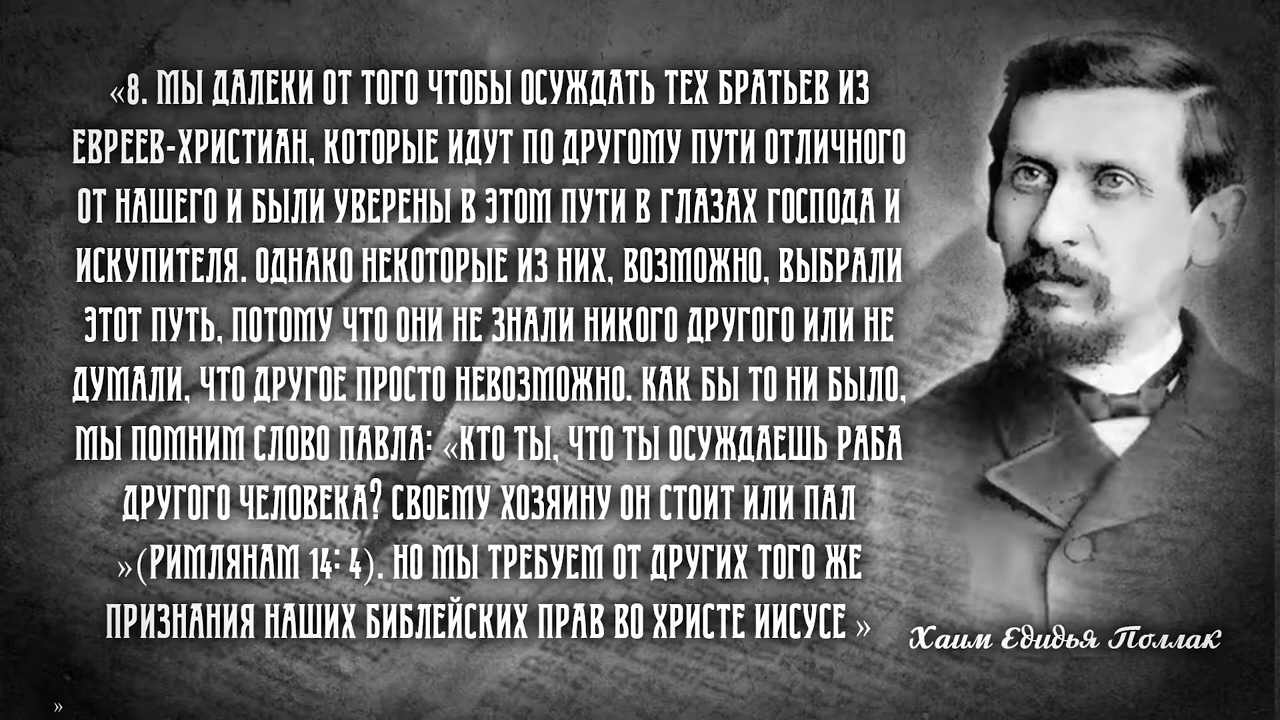 «8. МЫ ДАЛЕКИ ОТ ТОГО ЧТОБЫ ОСУЖДАТЬ ТЕХ БРАТЬЕВ ИЗ
ЕВРЕЕВ-ХРИСТИАН, КОТОРЫЕ ИДУТ ПО ДРУГОМУ ПУТИ ОТЛИЧНОГО
ОТ НАШЕГО И БЫЛИ УВЕРЕНЫ В ЭТОМ ПУТИ В ГЛАЗАХ ГОСПОДА И
ИСКУПИТЕЛЯ. ОДНАКО НЕКОТОРЫЕ ИЗ НИХ, ВОЗМОЖНО, ВЫБРАЛИ
ЭТОТ ПУТЬ, ПОТОМУ ЧТО ОНИ НЕ ЗНАЛИ НИКОГО ДРУГОГО ИЛИ НЕ
ДУМАЛИ, ЧТО ДРУГОЕ ПРОСТО НЕВОЗМОЖНО. КАК БЫ ТО НИ БЫЛО,
МЫ ПОМНИМ СЛОВО ПАВЛА: «КТО ТЫ, ЧТО ТЫ ОСУЖДАЕШЬ РАБА
ДРУГОГО ЧЕЛОВЕКА? СВОЕМУ ХОЗЯИНУ ОН СТОИТ ИЛИ ПАЛ
»(РИМЛЯНАМ 14: 4). НО МЫ ТРЕБУЕМ ОТ ДРУГИХ ТОГО ЖЕ
ПРИЗНАНИЯ НАШИХ БИБЛЕЙСКИХ ПРАВ ВО ХРИСТЕ ИИСУСЕ »
Хаим Едидья Поллак
»